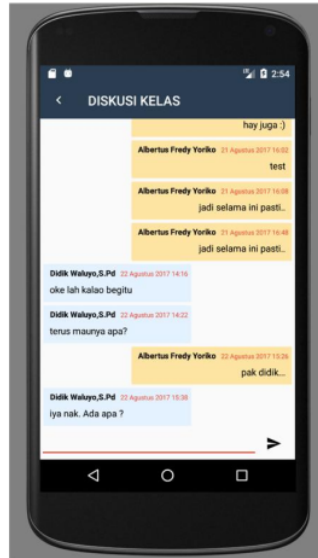 2:54
DISKUSI KELAS
hay juga :)
Albertus Fredy Yoriko 21 Agustus 2017 16:02
test
Albertus Fredy Yoriko 21 Agustus 2017 16:08
jadi selama ini pasti..
Albertus Fredy Yoriko 21 Agustus 2017 16:48
jadi selama ini pasti..
Didik Waluyo,S.Pd 22 Agustus 2017 14:16
oke lah kalao begitu
Didik Waluyo,S.Pd 22 Agustus 2017 14:22
terus maunya apa?
Albertus Fredy Yoriko 22 Agustus 2017 15:26
pak didik...
Didik Waluyo,S.Pd 22 Agustus 2017 15:38
iya nak. Ada apa ?